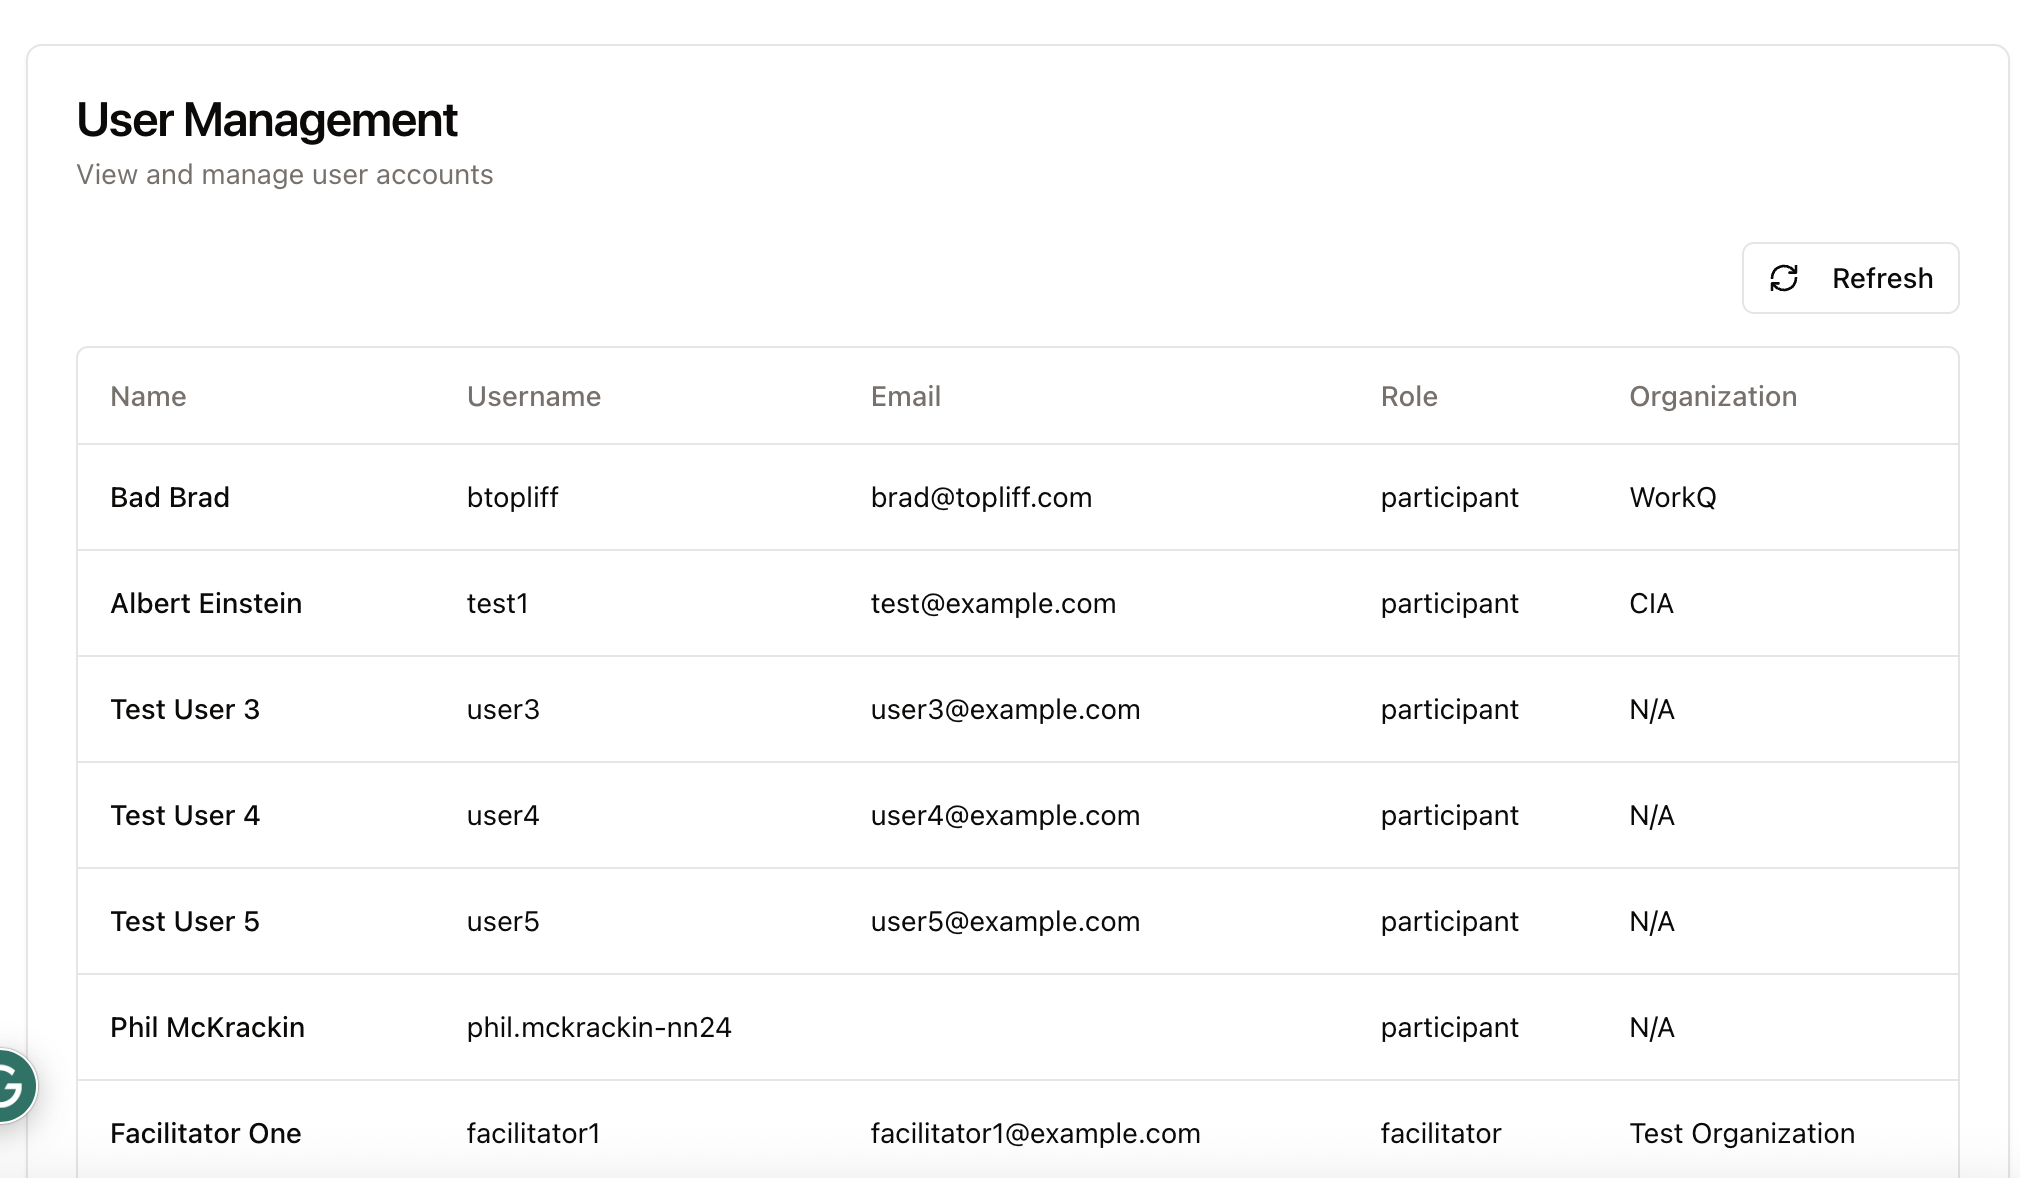 User Management
View and manage user accounts
Refresh
Name Username Email Role Organization
Bad Brad btopliff brad@topliff.com participant WorkQ
Albert Einstein test1 test@example.com participant CIA
Test User 3 user3 user3@example.com participant N/A
Test User 4 user4 user4@example.com participant N/A
Test User 5 user5 user5@example.com participant N/A
Phil McKrackin phil.mckrackin-nn24 participant N/A
G
Facilitator One facilitator1 facilitator1@example.com facilitator Test Organization